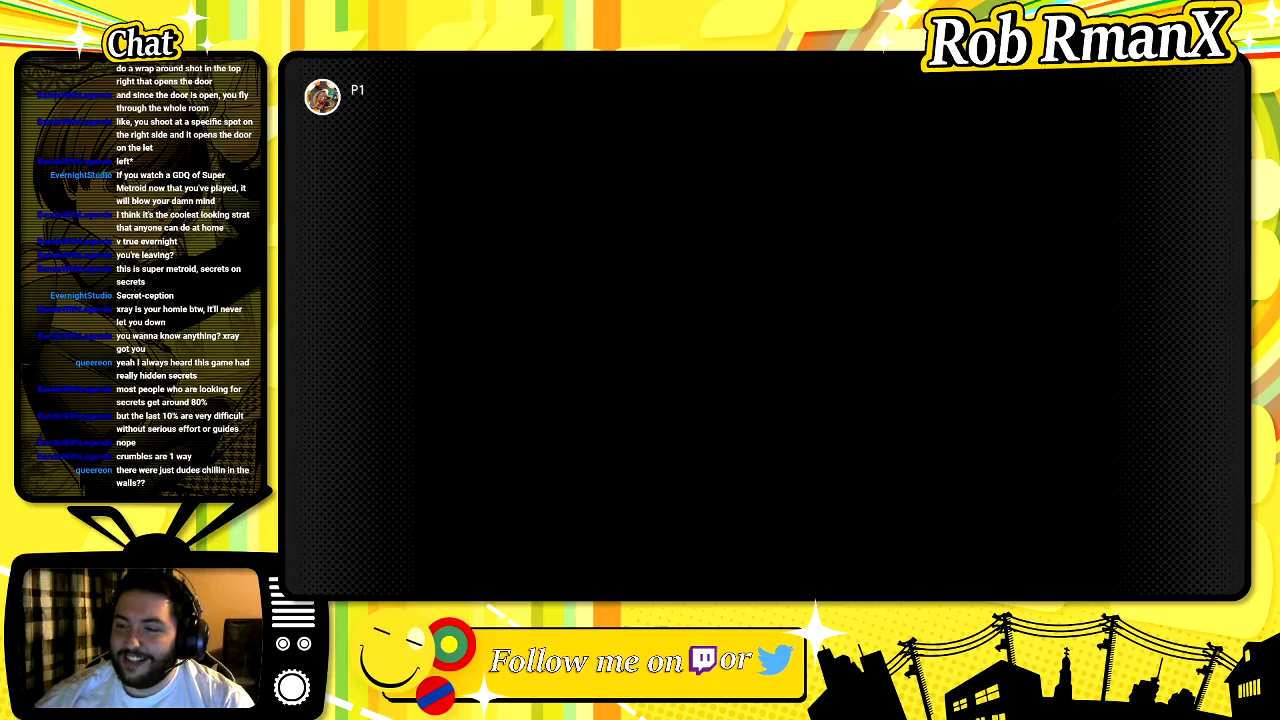 Chat
Rob RmanX
P1
do a wrap around shot in the top
right that opens the door
and since the door is open, you fly
through the whole room
like, you shoot at a specific spot on
the right side and it opens the door
on the let
left*
EvernightStudio If you watch a GDQ of Super
Metroid now that you've played, it
will blow your damn mind
I think it's the coolest looking strat
that anyone can do at home
v true evernight
you're leaving?
this is super metroid, secrets on
secrets
EvernightStudio Secret-ception
xray is your homie btw, it'll never
let you down
you wanna know anything? xray
got you
queereon yeah I always heard this game had
really hidden secrets
most people who are looking for
secrets get around 80%
but the last 10% are very difficult
without serious effort or guides
nope
crumbles are 1 way
queereon there were just dudes chillin in the
walls??
Follow me on or